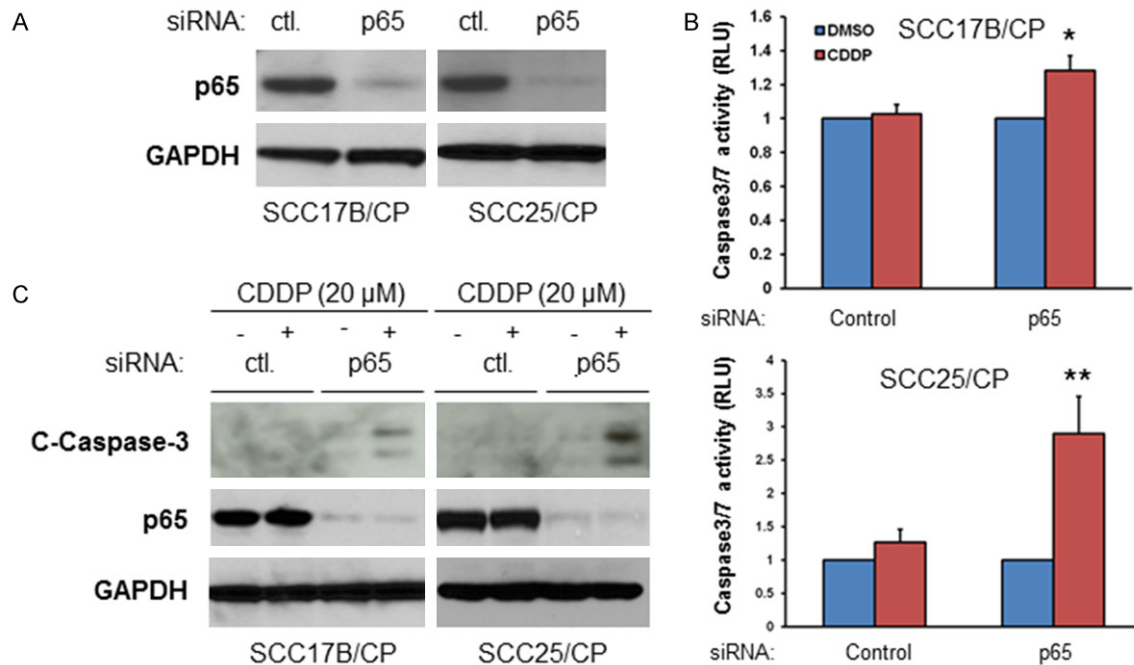 A
siRNA: ctl. p65 ctl. p65
p65
GAPDH
SCC17B/CP SCC25/CP
B
SCC17B/CP
DMSO
CDDP
*
Caspase3/7 activity (RLU)
1.6
1.4
1.2
1
0.8
0.6
0.4
0.2
0
siRNA: Control p65
SCC25/CP
**
Caspase3/7 activity (RLU)
4
3.5
3
2.5
2
1.5
1
0.5
0
siRNA: Control p65
C
CDDP (20 µM) CDDP (20 µM)
- + - + - + - +
siRNA: ctl. p65 ctl. p65
C-Caspase-3
p65
GAPDH
SCC17B/CP SCC25/CP